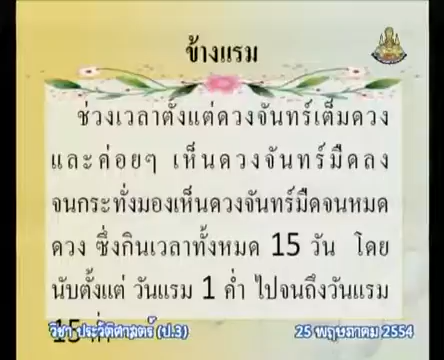 ข้างแรม
ช่วงเวลาตั้งแต่ดวงจันทร์เต็มดวง
และค่อยๆ เห็นดวงจันทร์มืดลง
จนกระทั่งมองเห็นดวงจันทร์มืดจนหมด
ดวง ซึ่งกินเวลาทั้งหมด 15 วัน โดย
นับตั้งแต่ วันแรม 1 ค่ำ ไปจนถึงวันแรม
15 ค่ำ
วิชา ประวัติศาสตร์ (ป.3) 25 พฤษภาคม 2554